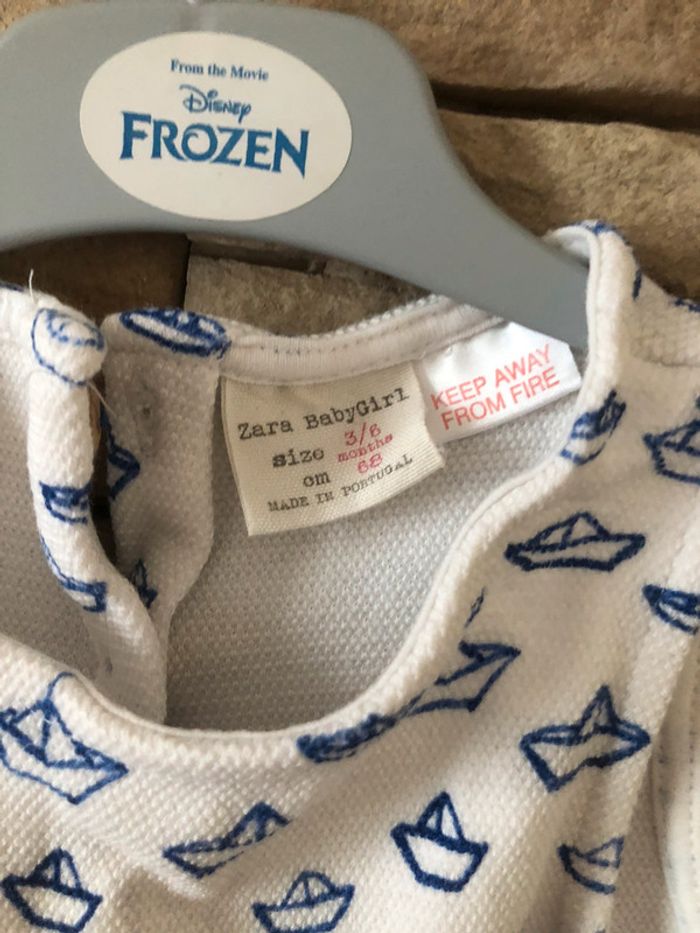 From the Movie
Disney
FROZEN
Zara BabyGirl
size 3/6 months
cm 68
MADE IN PORTUGAL
KEEP AWAY
FROM FIRE